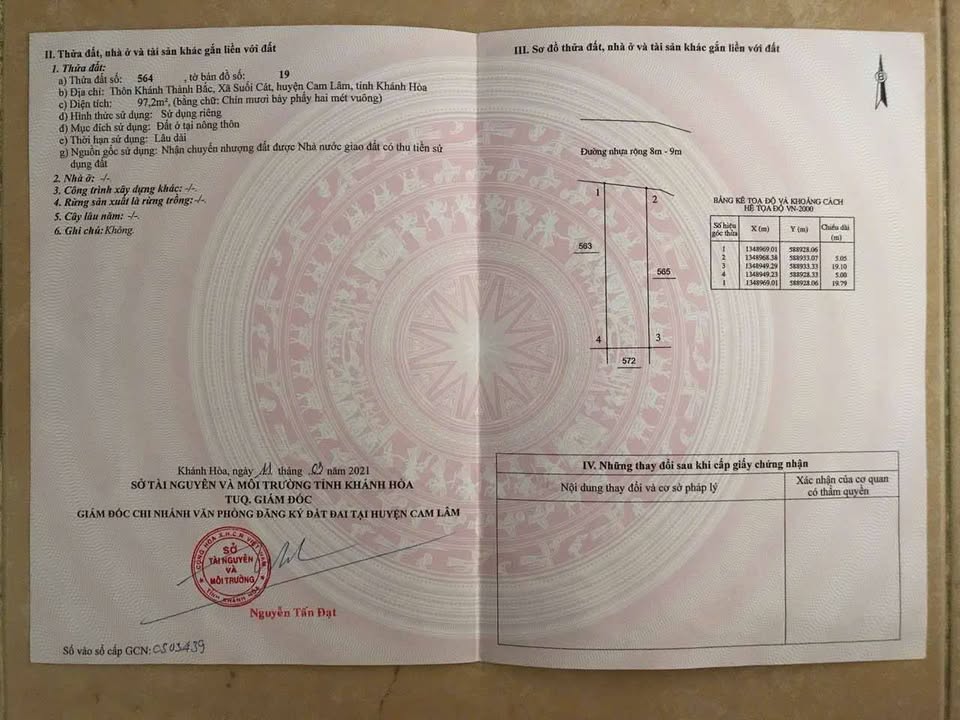 II. Thửa đất, nhà ở và tài sản khác gắn liền với đất
1. Thửa đất:
a) Thửa đất số: 564 , tờ bản đồ số: 19
b) Địa chỉ: Thôn Khánh Thành Bắc, Xã Suối Cát, huyện Cam Lâm, tỉnh Khánh Hòa
c) Diện tích: 97,2m², (bằng chữ: Chín mươi bảy phẩy hai mét vuông)
d) Hình thức sử dụng: Sử dụng riêng
đ) Mục đích sử dụng: Đất ở tại nông thôn
e) Thời hạn sử dụng: Lâu dài
g) Nguồn gốc sử dụng: Nhận chuyển nhượng đất được Nhà nước giao đất có thu tiền sử
dụng đất
2. Nhà ở: -/-.
3. Công trình xây dựng khác: -/-.
4. Rừng sản xuất là rừng trồng: -/-.
5. Cây lâu năm: -/-.
6. Ghi chú: Không.
Khánh Hòa, ngày 11 tháng 03 năm 2021
SỞ TÀI NGUYÊN VÀ MÔI TRƯỜNG TỈNH KHÁNH HÒA
TUQ. GIÁM ĐỐC
GIÁM ĐỐC CHI NHÁNH VĂN PHÒNG ĐĂNG KÝ ĐẤT ĐAI TẠI HUYỆN CAM LÂM
CỘNG HÒA X.H.C.N VIỆT NAM
SỞ
TÀI NGUYÊN
VÀ
MÔI TRƯỜNG
TỈNH KHÁNH HÒA
Nguyễn Tấn Đạt
Số vào sổ cấp GCN: CS03439
III. Sơ đồ thửa đất, nhà ở và tài sản khác gắn liền với đất
B
Đường nhựa rộng 8m - 9m
1 2
563
565
4 3
572
BẢNG KÊ TỌA ĐỘ VÀ KHOẢNG CÁCH
HỆ TỌA ĐỘ VN-2000
Số hiệu góc thửa X (m) Y (m) Chiều dài (m)
1 1348969.01 588928.06
2 1348968.38 588933.07 5.05
3 1348949.29 588933.33 19.10
4 1348949.23 588928.33 5.00
1 1348969.01 588928.06 19.79
IV. Những thay đổi sau khi cấp giấy chứng nhận
Nội dung thay đổi và cơ sở pháp lý
Xác nhận của cơ quan
có thẩm quyền